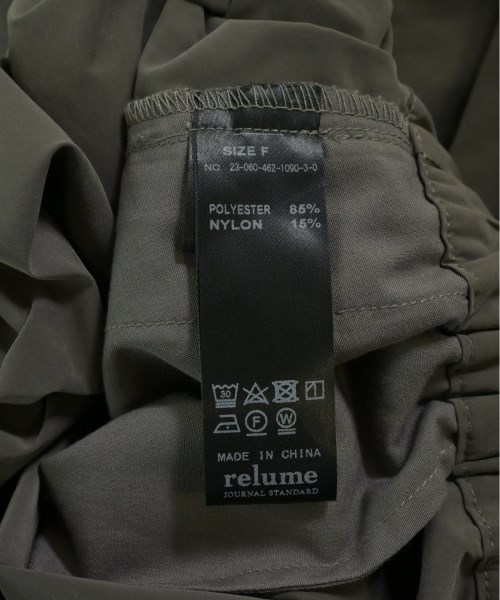 SIZE F
NO. 23-060-462-1090-3-0
POLYESTER 85%
NYLON 15%
30
F W
MADE IN CHINA
relume
JOURNAL STANDARD